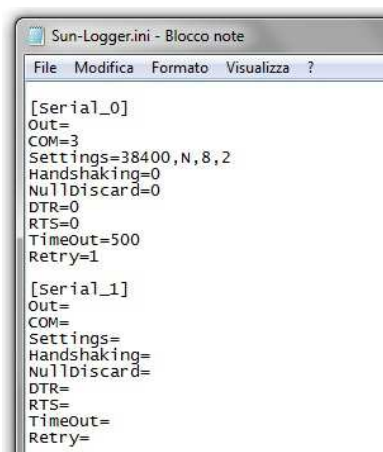 Sun-Logger.ini - Blocco note
File Modifica Formato Visualizza ?
[Serial_0]
Out=
COM=3
Settings=38400,N,8,2
Handshaking=0
NullDiscard=0
DTR=0
RTS=0
TimeOut=500
Retry=1
[Serial_1]
Out=
COM=
Settings=
Handshaking=
NullDiscard=
DTR=
RTS=
TimeOut=
Retry=